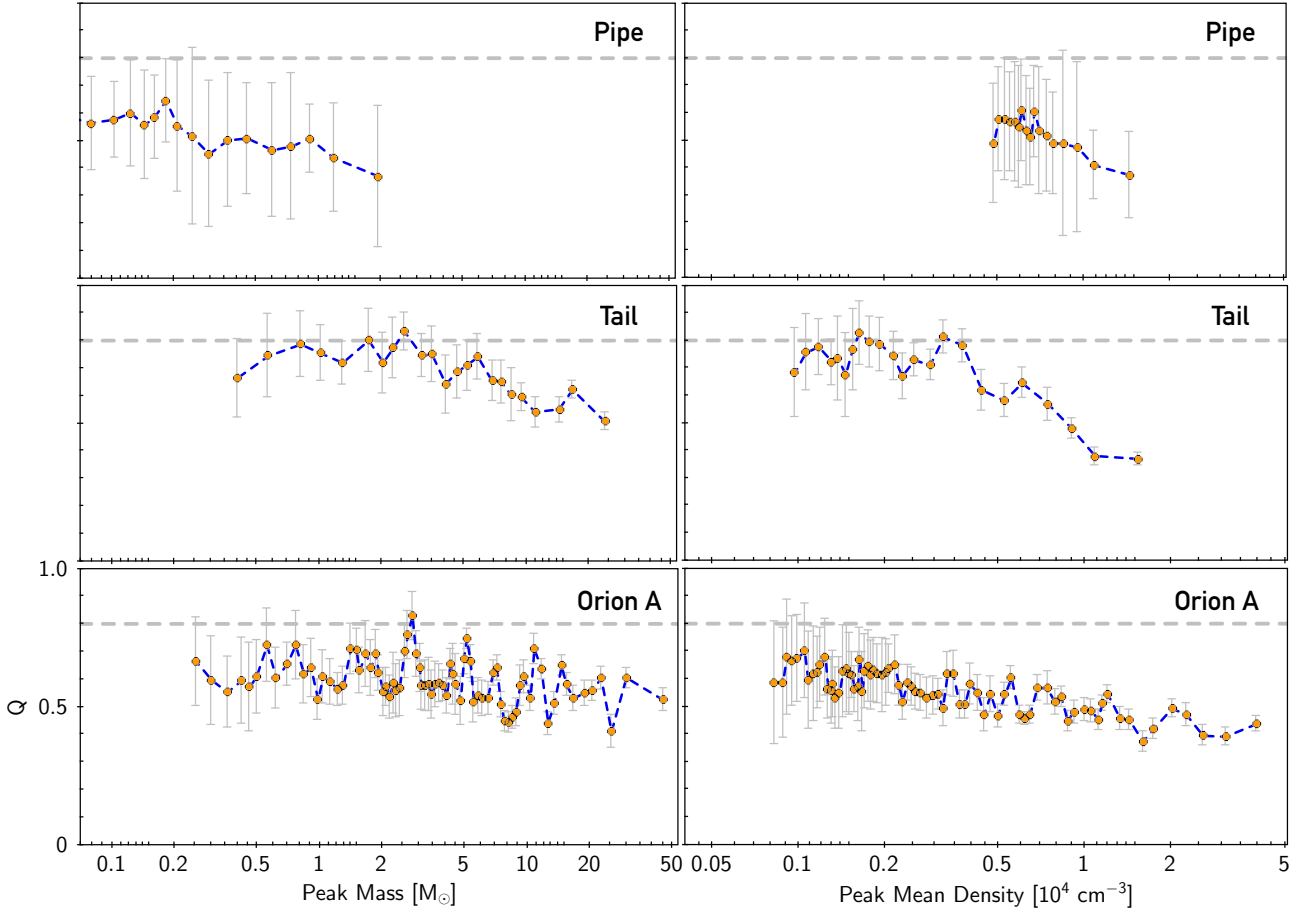 Pipe
Pipe
Tail
Tail
1.0
Orion A
Orion A
Q
0.5
0
0.1 0.2 0.5 1 2 5 10 20 50
0.05 0.1 0.2 0.5 1 2 5
Peak Mass [M☉]
Peak Mean Density [10⁴ cm⁻³]